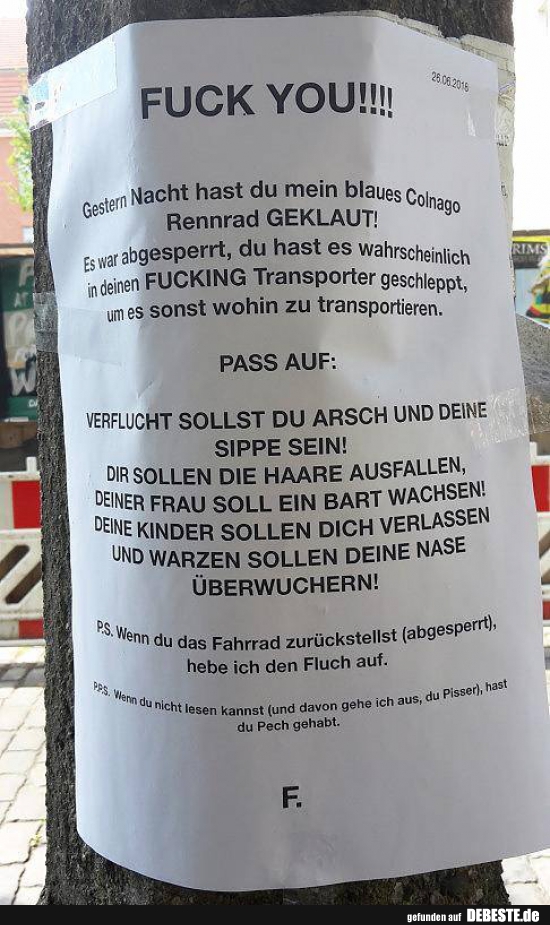 26.06.2016
FUCK YOU!!!!
Gestern Nacht hast du mein blaues Colnago
Rennrad GEKLAUT!
Es war abgesperrt, du hast es wahrscheinlich
in deinen FUCKING Transporter geschleppt,
um es sonst wohin zu transportieren.
PASS AUF:
VERFLUCHT SOLLST DU ARSCH UND DEINE
SIPPE SEIN!
DIR SOLLEN DIE HAARE AUSFALLEN,
DEINER FRAU SOLL EIN BART WACHSEN!
DEINE KINDER SOLLEN DICH VERLASSEN
UND WARZEN SOLLEN DEINE NASE
ÜBERWUCHERN!
P.S. Wenn du das Fahrrad zurückstellst (abgesperrt),
hebe ich den Fluch auf.
P.P.S. Wenn du nicht lesen kannst (und davon gehe ich aus, du Pisser), hast
du Pech gehabt.
F.
gefunden auf DEBESTE.de